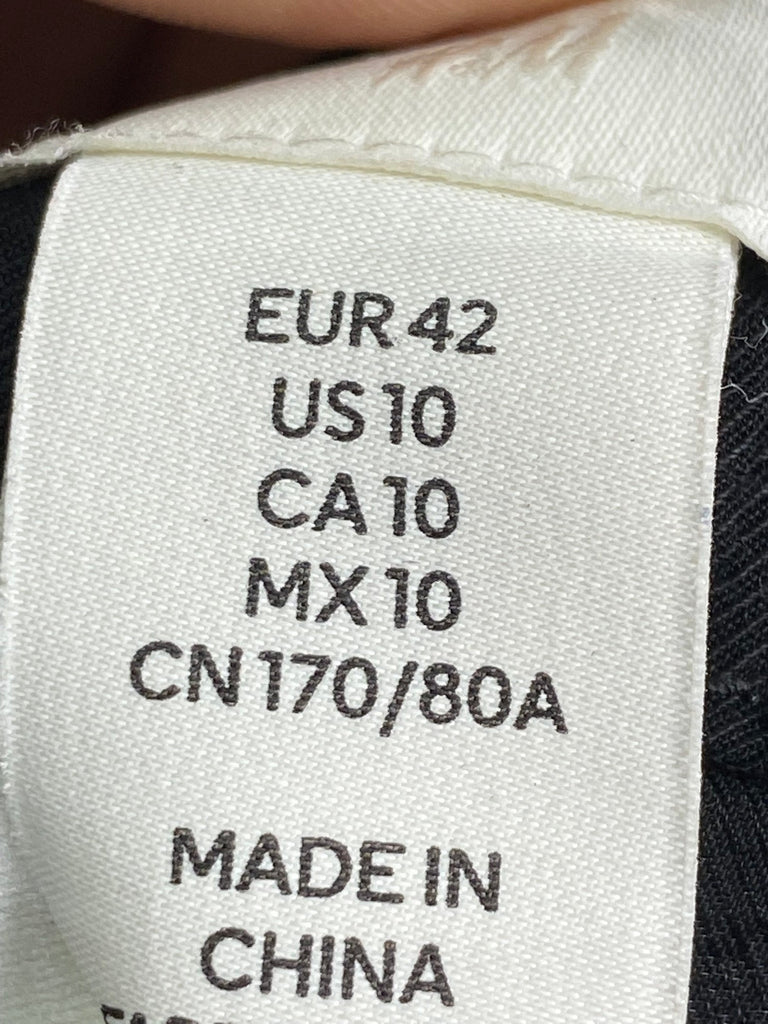 EUR 42
US 10
CA 10
MX 10
CN 170/80A
MADE IN
CHINA